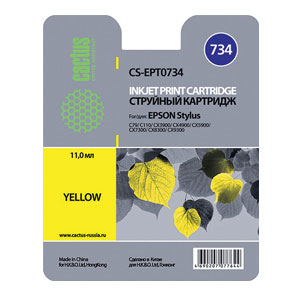 cactus
734
CS-EPT0734
INKJET PRINT CARTRIDGE
СТРУЙНЫЙ КАРТРИДЖ
For/для: EPSON Stylus
C79/ C110/ CX3900/ CX4900/ CX5900/
CX7300/ CX8300/ CX9300
11,0 мл
YELLOW
www.cactus-russia.ru
Made in China
for H.K.B.O. Ltd, HongKong
Сделано в Китае
для H.K.B.O. Ltd., Гонконг
4690207077644